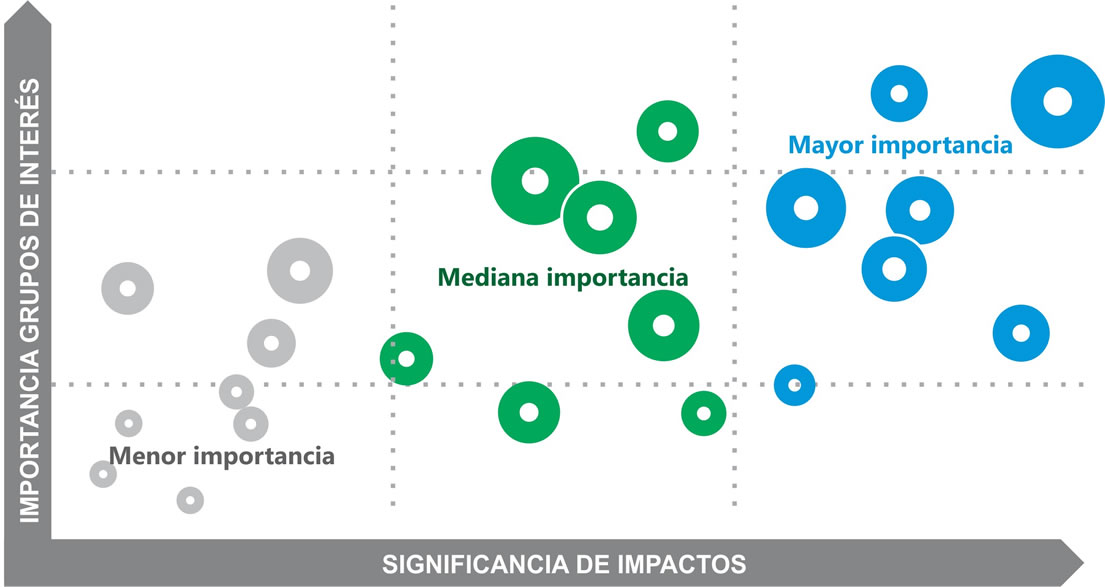 IMPORTANCIA GRUPOS DE INTERÉS
Mayor importancia
Mediana importancia
Menor importancia
SIGNIFICANCIA DE IMPACTOS